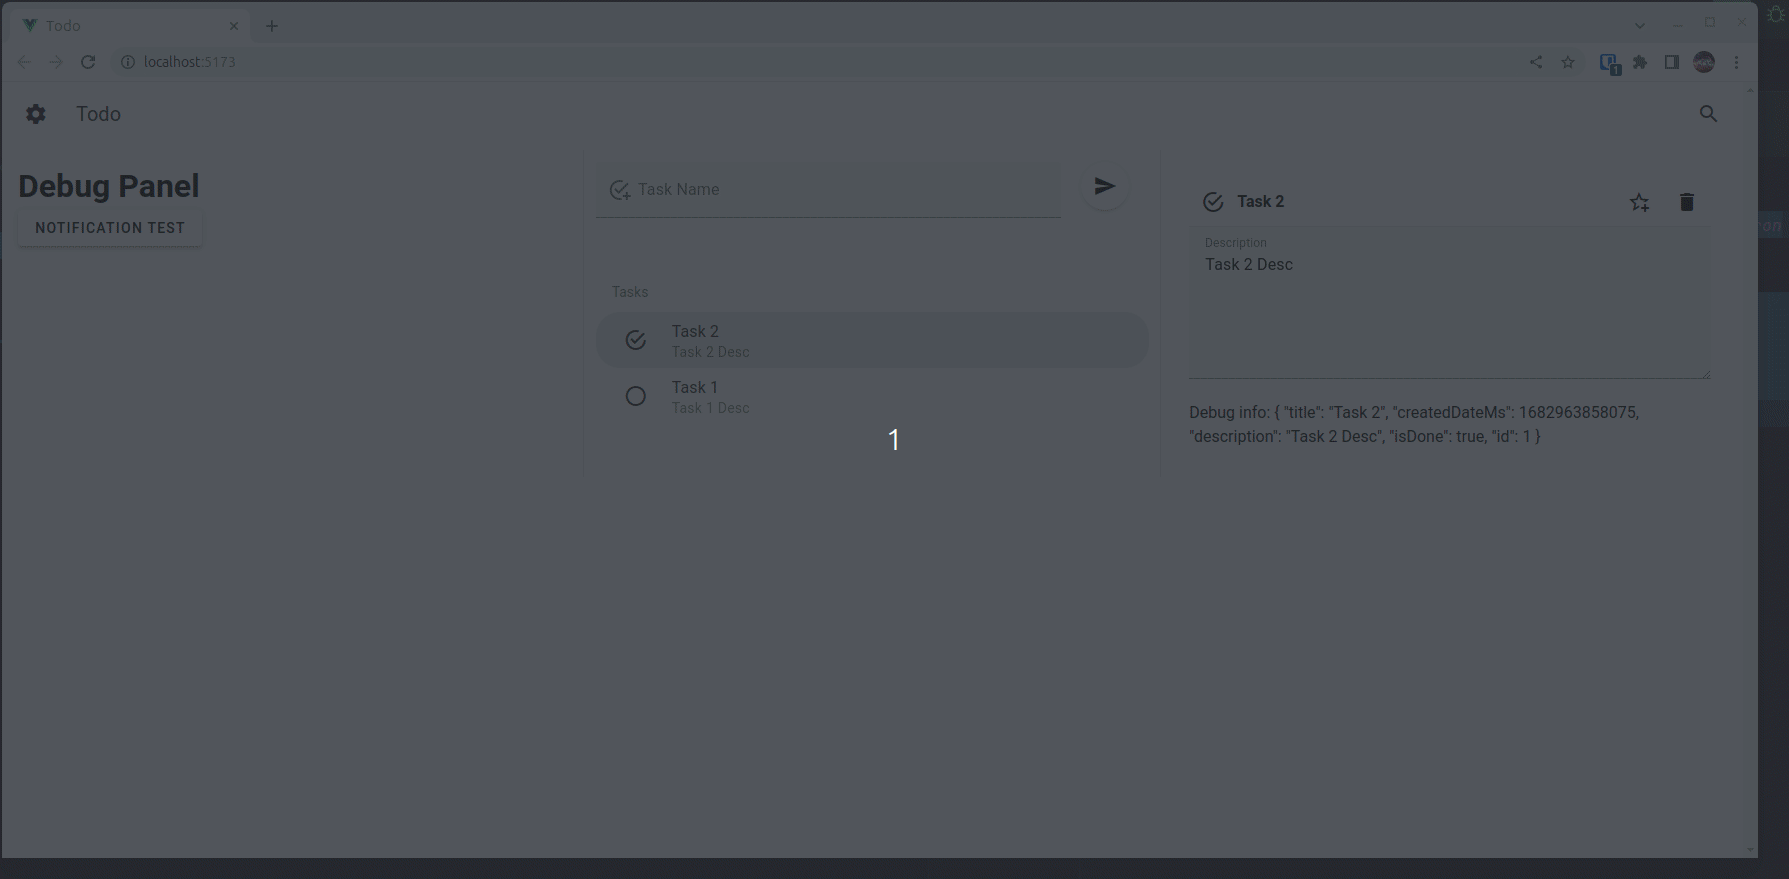 Todo
localhost:5173
1
Todo
Debug Panel
NOTIFICATION TEST
Task Name
Tasks
Task 2
Task 2 Desc
Task 1
Task 1 Desc
1
Task 2
Description
Task 2 Desc
Debug info: { "title": "Task 2", "createdDateMs": 1682963858075,
"description": "Task 2 Desc", "isDone": true, "id": 1 }